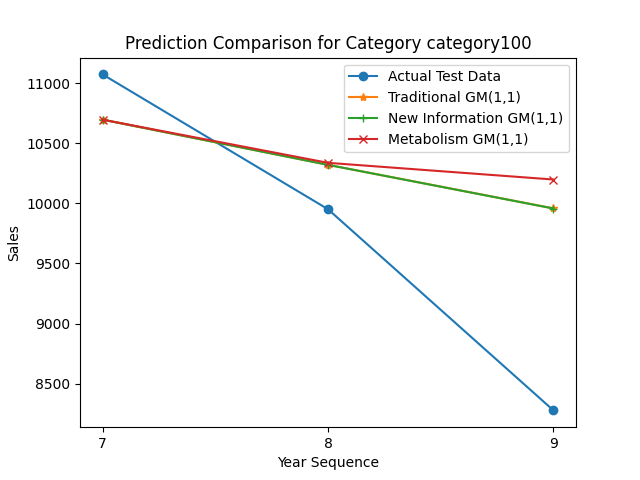 Prediction Comparison for Category category100
Actual Test Data
Traditional GM(1,1)
New Information GM(1,1)
Metabolism GM(1,1)
11000
10500
10000
9500
9000
8500
Sales
7
8
9
Year Sequence